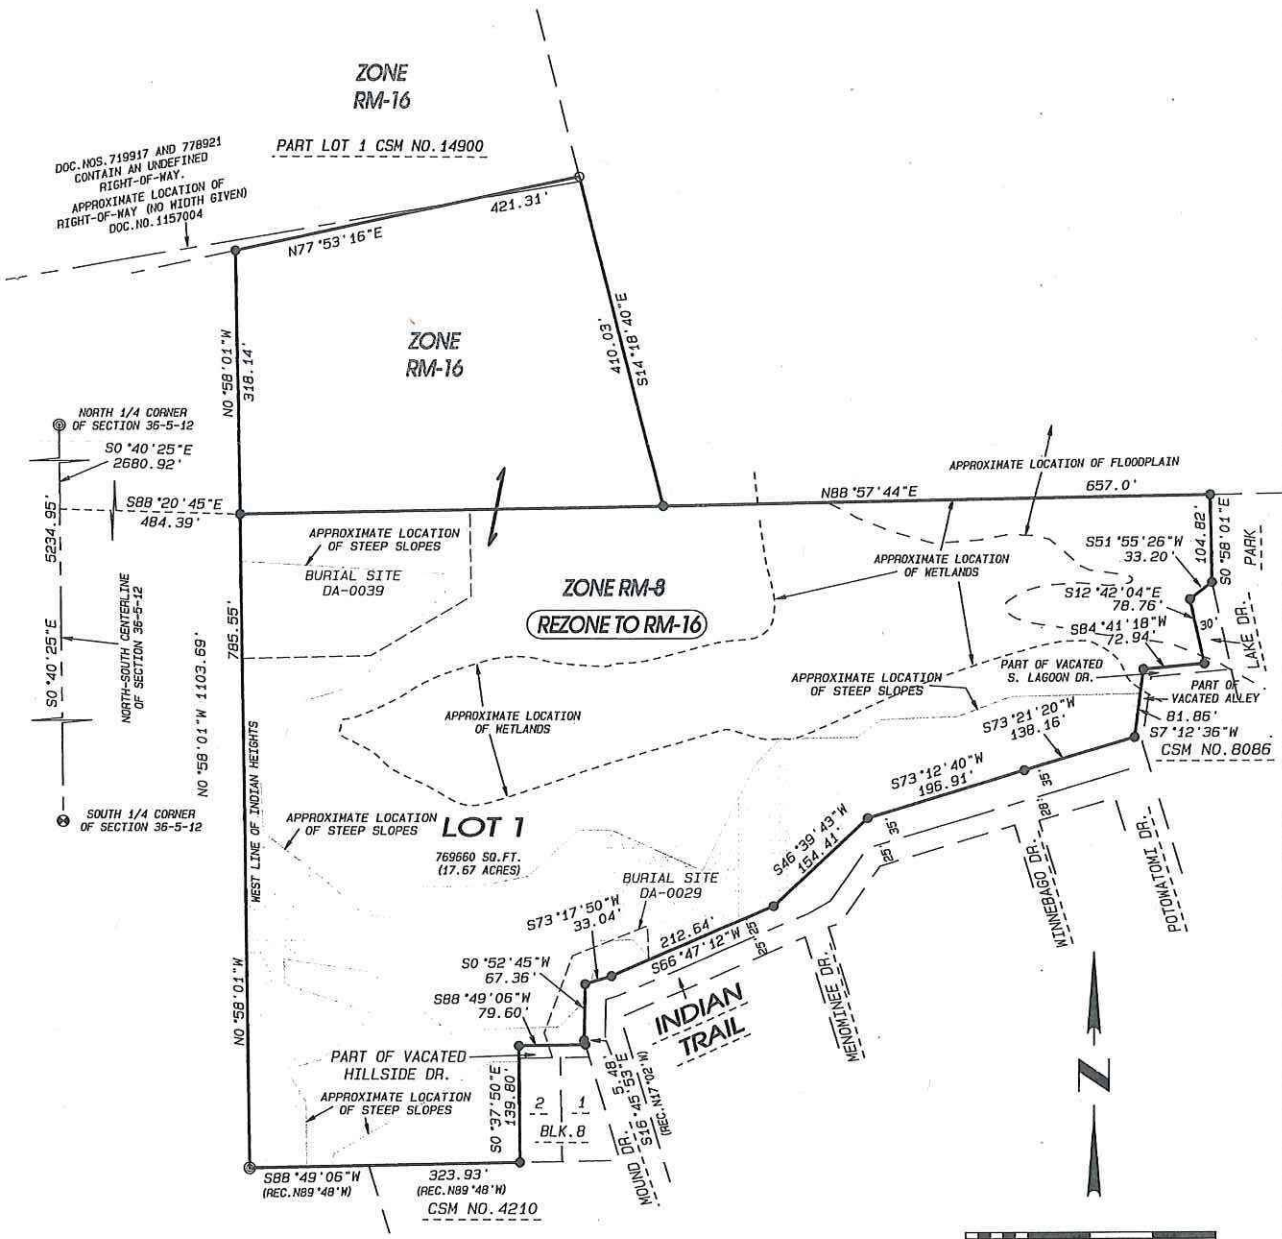 ZONE
RM-16
PART LOT 1 CSM NO. 14900
DOC. NOS. 719917 AND 778921
CONTAIN AN UNDEFINED
RIGHT-OF-WAY.
APPROXIMATE LOCATION OF
RIGHT-OF-WAY (NO WIDTH GIVEN)
DOC. NO. 1157004
N77°53'16"E
421.31'
ZONE
RM-16
N0°58'01"W
318.14'
410.03'
S14°18'40"E
NORTH 1/4 CORNER
OF SECTION 36-5-12
S0°40'25"E
2680.92'
S88°20'45"E
484.39'
5234.95'
S0°40'25"E
NORTH-SOUTH CENTERLINE
OF SECTION 36-5-12
SOUTH 1/4 CORNER
OF SECTION 36-5-12
N0°58'01"W 1103.69'
785.55'
WEST LINE OF INDIAN HEIGHTS
N0°58'01"W
APPROXIMATE LOCATION OF FLOODPLAIN
N88°57'44"E
657.0'
APPROXIMATE LOCATION
OF STEEP SLOPES
BURIAL SITE
DA-0039
ZONE RM-8
REZONE TO RM-16
APPROXIMATE LOCATION
OF WETLANDS
104.82'
S0°58'01"E
S51°55'26"W
33.20'
S12°42'04"E
78.76'
30'
S84°41'18"W
72.94'
LAKE DR.
PARK
PART OF VACATED
S. LAGOON DR.
PART OF
VACATED ALLEY
APPROXIMATE LOCATION
OF STEEP SLOPES
81.86'
S7°12'36"W
CSM NO. 8086
APPROXIMATE LOCATION
OF WETLANDS
S73°21'20"W
138.16'
S73°12'40"W
196.91'
S46°39'43"W
154.41'
APPROXIMATE LOCATION
OF STEEP SLOPES
LOT 1
769660 SQ.FT.
(17.67 ACRES)
BURIAL SITE
DA-0029
35'
28'
35'
25'
25'
25'
MINNEBAGO DR.
POTOWATOMI DR.
MENOMINEE DR.
S73°17'50"W
33.04'
212.64'
S66°47'12"W
S0°52'45"W
67.36'
S88°49'06"W
79.60'
INDIAN
TRAIL
PART OF VACATED
HILLSIDE DR.
APPROXIMATE LOCATION
OF STEEP SLOPES
S0°37'50"E
139.80'
2
1
BLK. 8
MOUND DR.
5.48'
S16°45'53"E
(REC. N17°02'W)
S88°49'06"W
(REC. N89°48'W)
323.93'
(REC. N89°48'W)
CSM NO. 4210
N